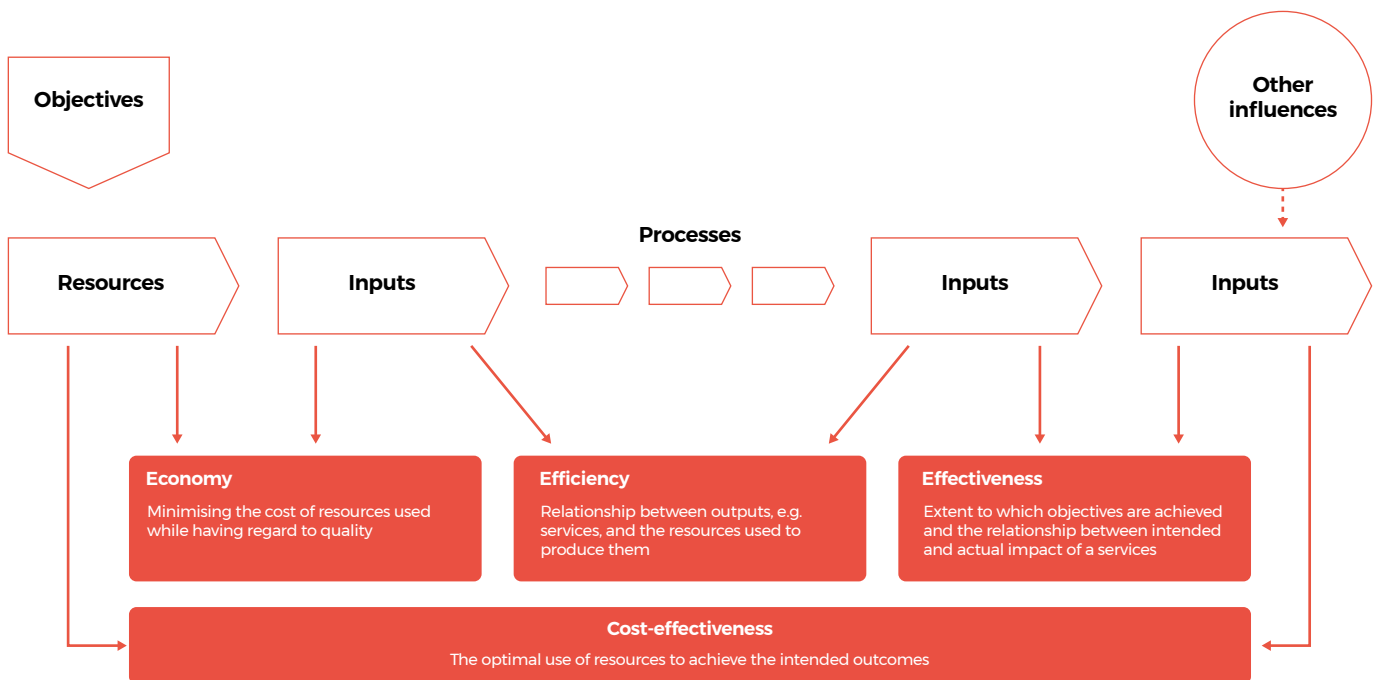 Objectives
Other
influences
Processes
Resources
Inputs
Inputs
Inputs
Economy
Minimising the cost of resources used
while having regard to quality
Efficiency
Relationship between outputs, e.g.
services, and the resources used to
produce them
Effectiveness
Extent to which objectives are achieved
and the relationship between intended
and actual impact of a services
Cost-effectiveness
The optimal use of resources to achieve the intended outcomes